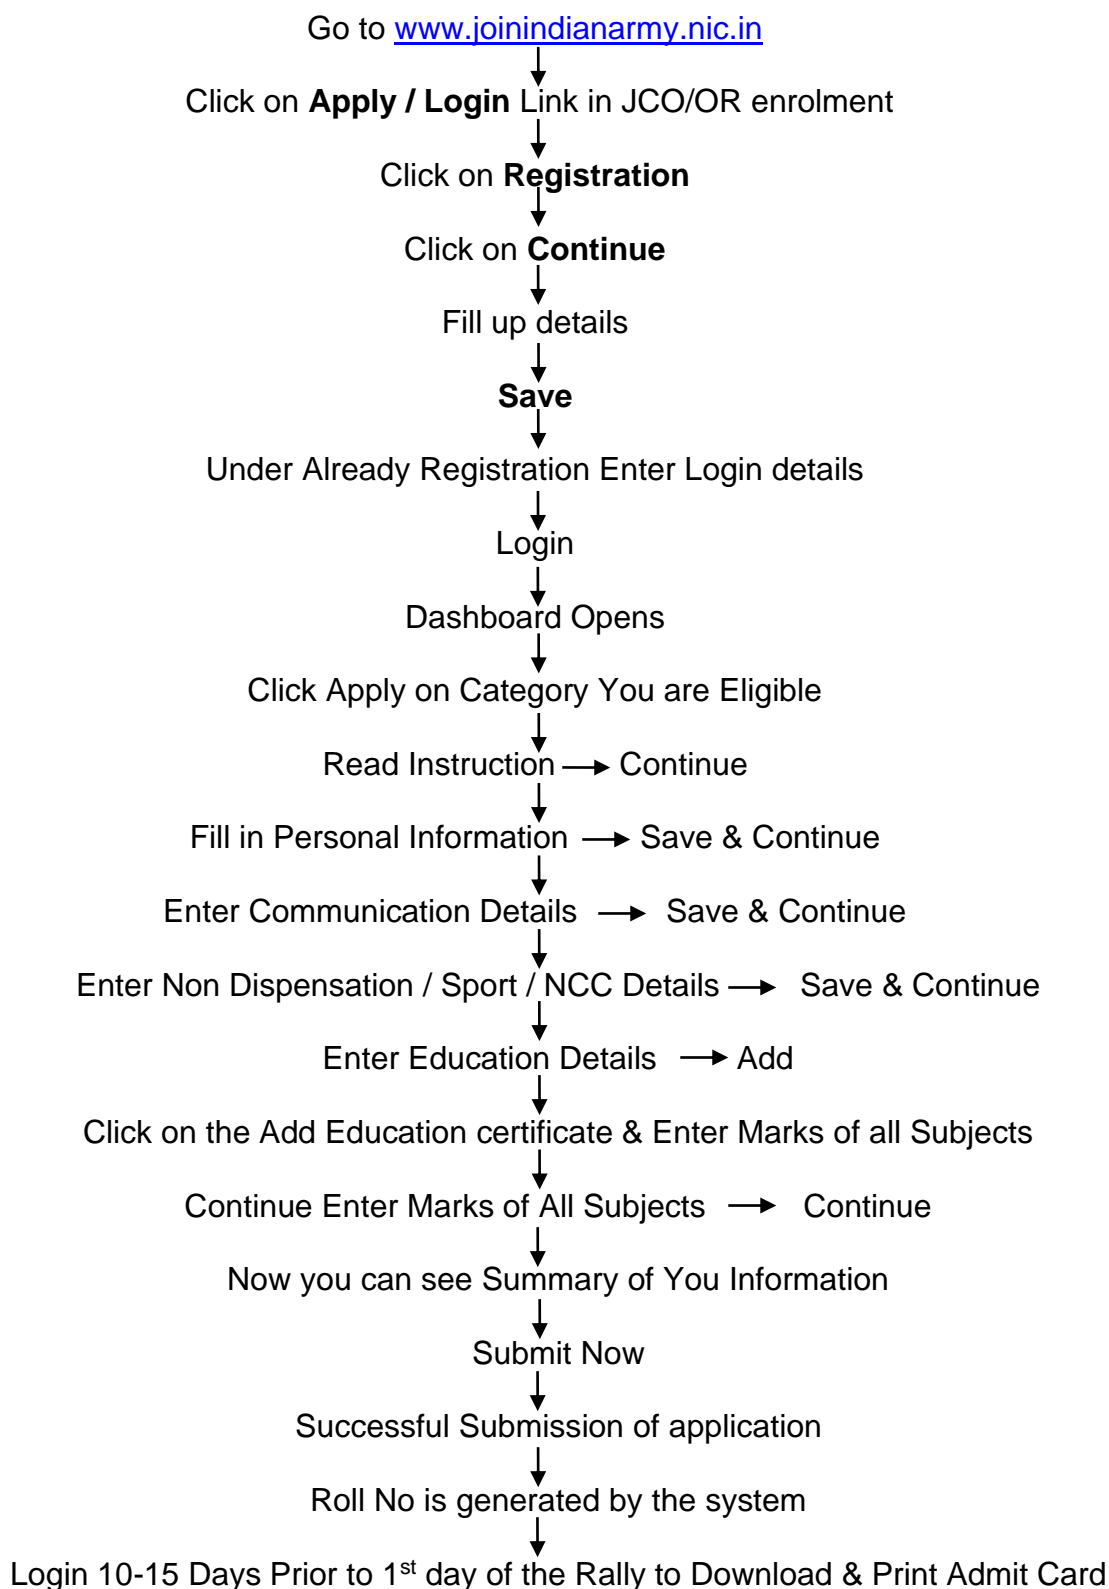 Go to www.joinindianarmy.nic.in
Click on Apply / Login Link in JCO/OR enrolment
Click on Registration
Click on Continue
Fill up details
Save
Under Already Registration Enter Login details
Login
Dashboard Opens
Click Apply on Category You are Eligible
Read Instruction Continue
Fill in Personal Information Save & Continue
Enter Communication Details Save & Continue
Enter Non Dispensation / Sport / NCC Details Save & Continue
Enter Education Details Add
Click on the Add Education certificate & Enter Marks of all Subjects
Continue Enter Marks of All Subjects Continue
Now you can see Summary of You Information
Submit Now
Successful Submission of application
Roll No is generated by the system
Login 10-15 Days Prior to 1st day of the Rally to Download & Print Admit Card